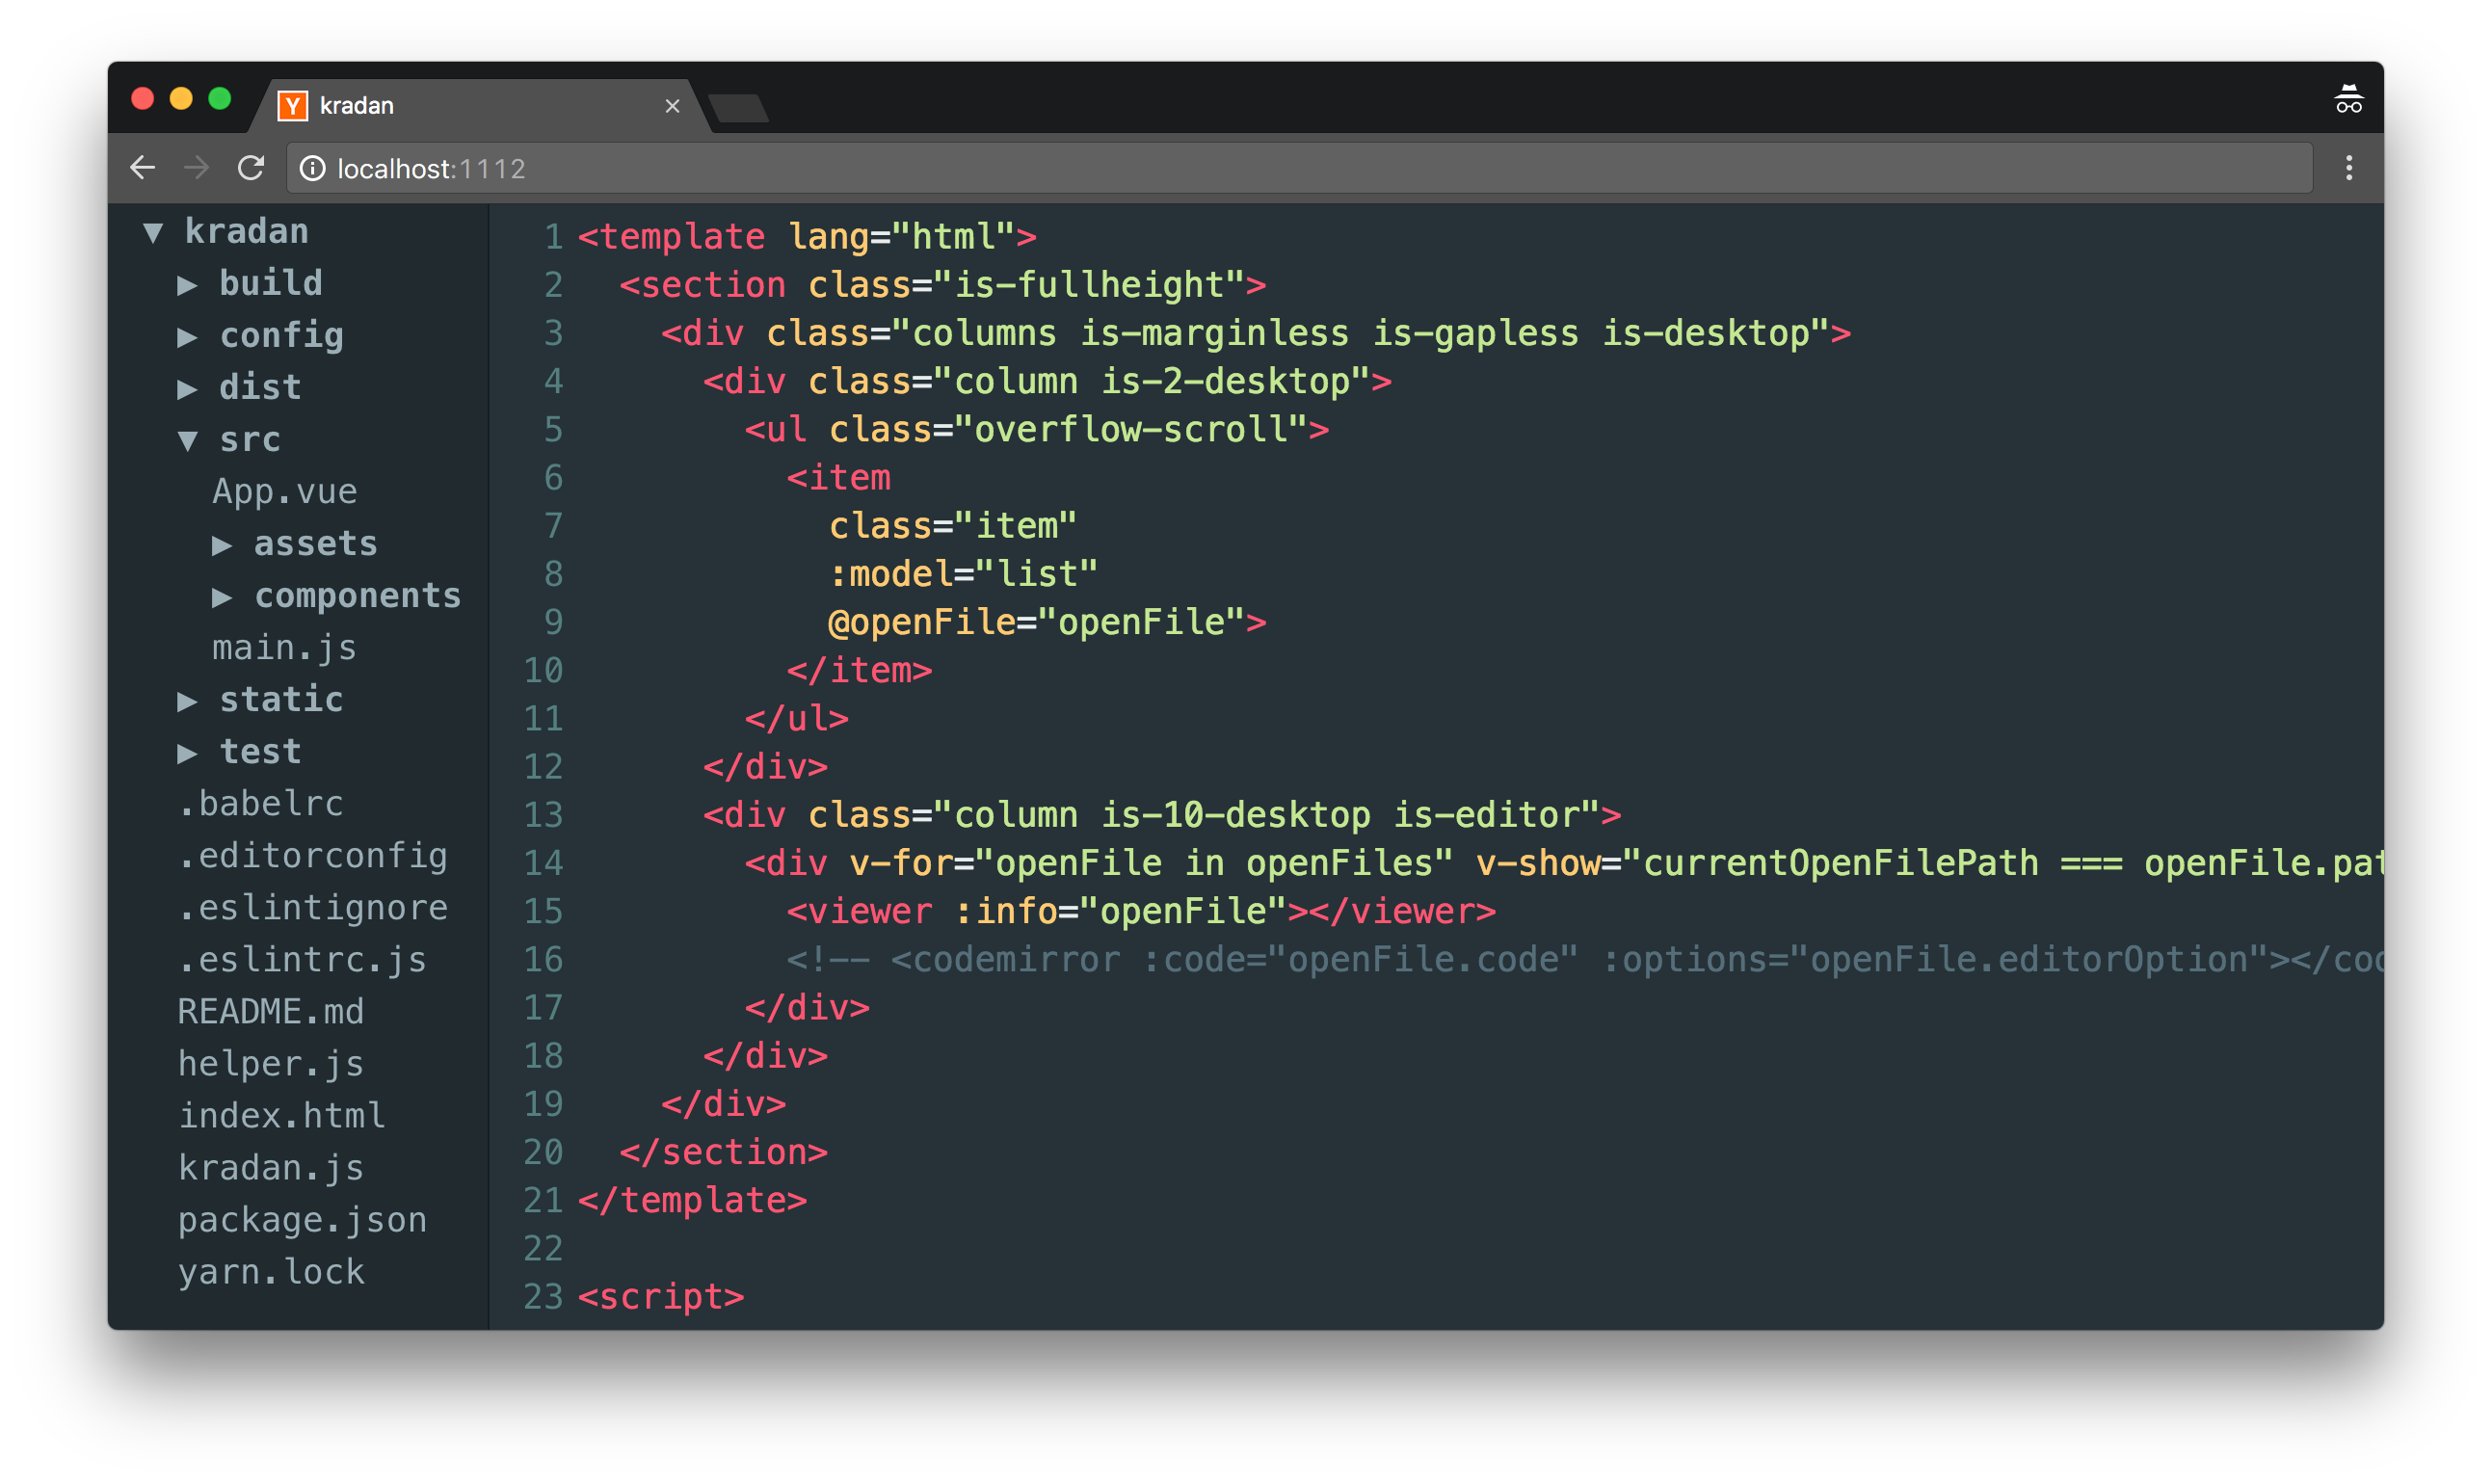 Y kradan ×
localhost:1112
▼ kradan
▶ build
▶ config
▶ dist
▼ src
App.vue
▶ assets
▶ components
main.js
▶ static
▶ test
.babelrc
.editorconfig
.eslintignore
.eslintrc.js
README.md
helper.js
index.html
kradan.js
package.json
yarn.lock
1 <template lang="html">
2   <section class="is-fullheight">
3     <div class="columns is-marginless is-gapless is-desktop">
4       <div class="column is-2-desktop">
5         <ul class="overflow-scroll">
6           <item
7             class="item"
8             :model="list"
9             @openFile="openFile">
10           </item>
11         </ul>
12       </div>
13       <div class="column is-10-desktop is-editor">
14         <div v-for="openFile in openFiles" v-show="currentOpenFilePath === openFile.pat
15           <viewer :info="openFile"></viewer>
16           <!-- <codemirror :code="openFile.code" :options="openFile.editorOption"></cod
17         </div>
18       </div>
19     </div>
20   </section>
21 </template>
22
23 <script>